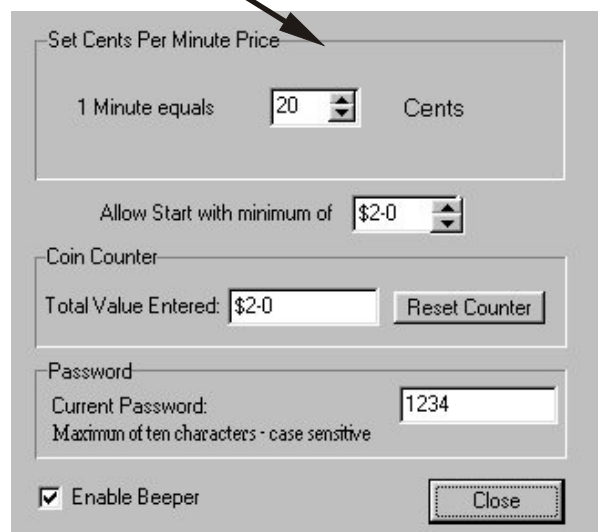 Set Cents Per Minute Price
1 Minute equals 20 Cents
Allow Start with minimum of $2-0
Coin Counter
Total Value Entered: $2-0 Reset Counter
Password
Current Password: 1234
Maximun of ten characters - case sensitive
Enable Beeper Close